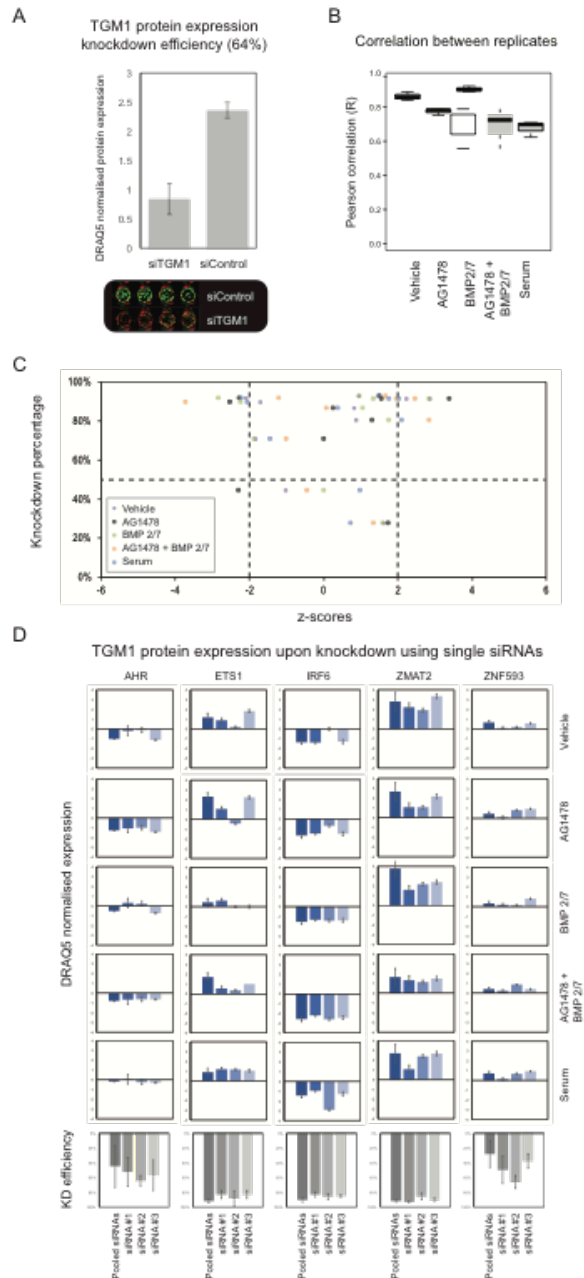 A
TGM1 protein expression
knockdown efficiency (64%)
DRAQ5 normalised protein expression
3
2.5
2
1.5
1
0.5
0
siTGM1 siControl
siControl
siTGM1
B
Correlation between replicates
Pearson correlation (R)
1.0
0.8
0.6
0.4
0.2
0.0
Vehicle
AG1478
BMP2/7
AG1478 +
BMP2/7
Serum
C
Knockdown percentage
100%
80%
60%
40%
20%
0%
Vehicle
AG1478
BMP 2/7
AG1478 + BMP 2/7
Serum
-6 -4 -2 0 2 4 6
z-scores
D
TGM1 protein expression upon knockdown using single siRNAs
AHR ETS1 IRF6 ZMAT2 ZNF593
DRAQ5 normalised expression
Vehicle
AG1478
BMP 2/7
AG1478 +
BMP 2/7
Serum
KD efficiency
Pooled siRNAs siRNA #1 siRNA #2 siRNA #3
Pooled siRNAs siRNA #1 siRNA #2 siRNA #3
Pooled siRNAs siRNA #1 siRNA #2 siRNA #3
Pooled siRNAs siRNA #1 siRNA #2 siRNA #3
Pooled siRNAs siRNA #1 siRNA #2 siRNA #3